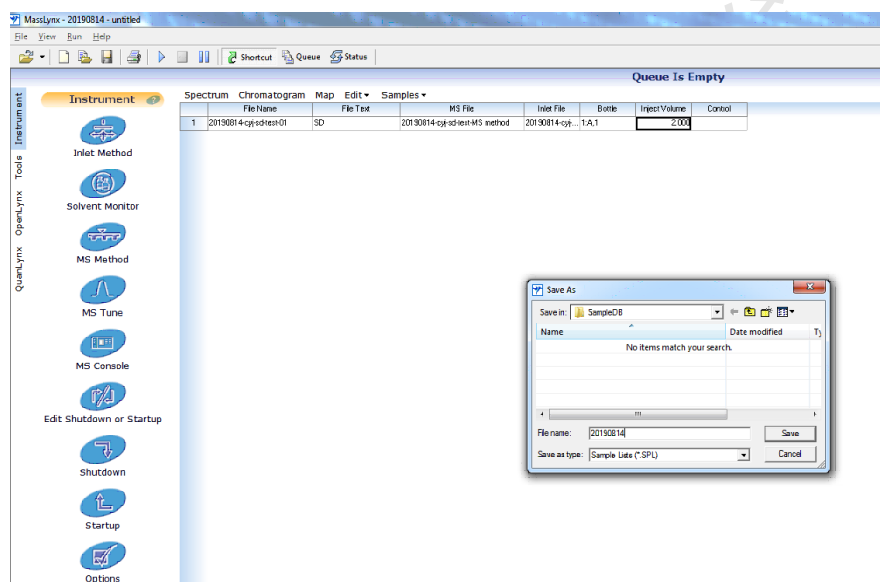 MassLynx - 20190814 - untitled
File View Run Help
Shortcut Queue Status
Queue Is Empty
Instrument
Tools
OpenLynx
QuanLynx
Instrument
Inlet Method
Solvent Monitor
MS Method
MS Tune
MS Console
Edit Shutdown or Startup
Shutdown
Startup
Options
Spectrum Chromatogram Map Edit Samples
File Name File Text MS File Inlet File Bottle Inject Volume Control
1 20190814-cyj-sd-test-01 SD 20190814-cyj-sd-test-MS method 20190814-cyj-... 1:A,1 2.000
Save As
Save in: SampleDB
Name Date modified Ty
No items match your search.
File name: 20190814 Save
Save as type: Sample Lists (*.SPL) Cancel